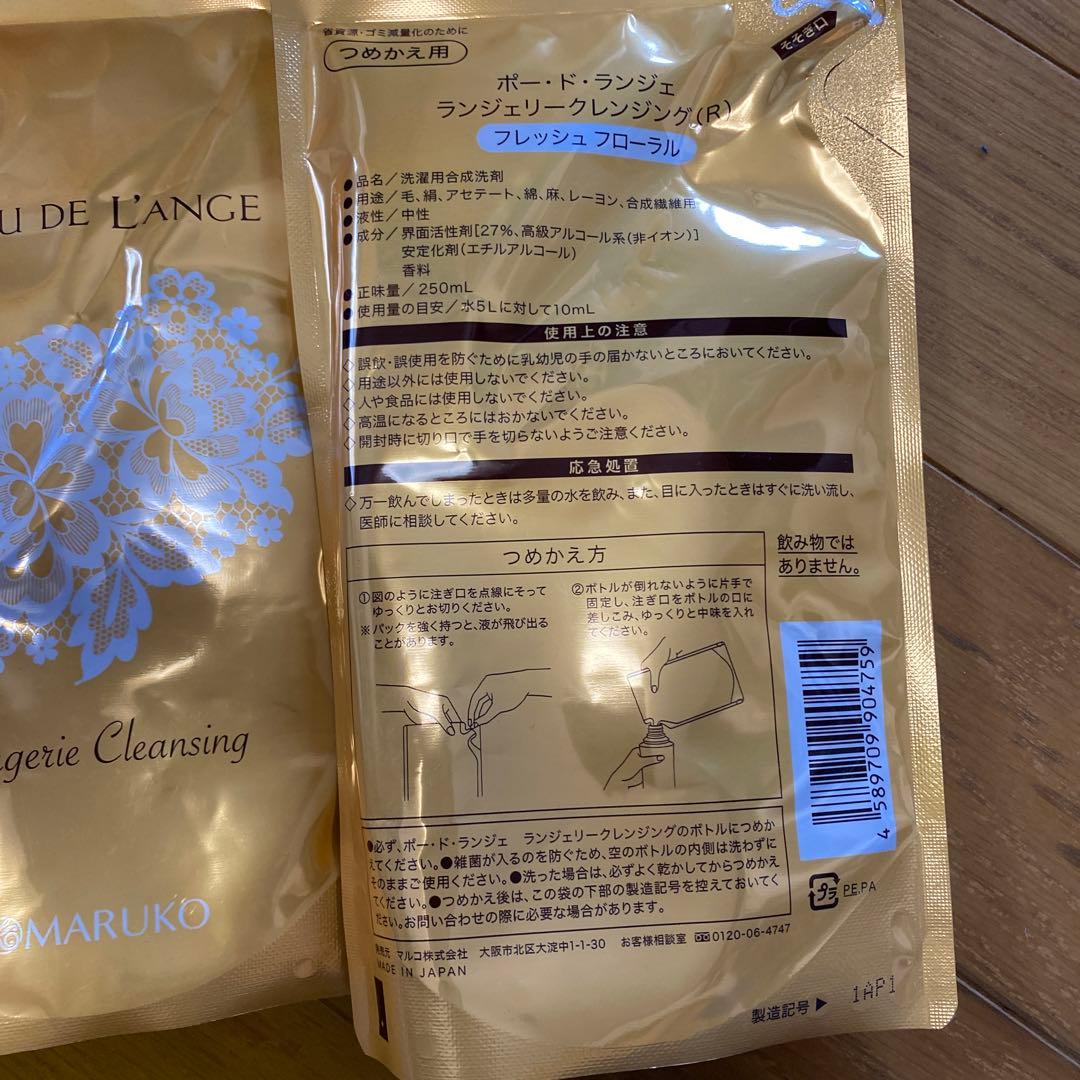 U DE L'ANGE
gerie Cleansing
MARUKO
省資源・ゴミ減量化のために
つめかえ用
そそぎ口
ポー・ド・ランジェ
ランジェリークレンジング(R)
フレッシュ フローラル
●品名／洗濯用合成洗剤
●用途／毛、絹、アセテート、綿、麻、レーヨン、合成繊維用
●液性／中性
●成分／界面活性剤[27%、高級アルコール系(非イオン)]
安定化剤(エチルアルコール)
香料
●正味量／250mL
●使用量の目安／水5Lに対して10mL
使用上の注意
◇誤飲・誤使用を防ぐために乳幼児の手の届かないところにおいてください。
◇用途以外には使用しないでください。
◇人や食品には使用しないでください。
◇高温になるところにはおかないでください。
◇開封時に切り口で手を切らないようご注意ください。
応急処置
◇万一飲んでしまったときは多量の水を飲み、また、目に入ったときはすぐに洗い流し、
医師に相談してください。
つめかえ方
①図のように注ぎ口を点線にそって
ゆっくりとお切りください。
※パックを強く持つと、液が飛び出る
ことがあります。
②ボトルが倒れないように片手で
固定し、注ぎ口をボトルの口に
差しこみ、ゆっくりと中味を入れ
てください。
飲み物では
ありません。
4 589709 904759
●必ず、ポー・ド・ランジェ ランジェリークレンジングのボトルにつめか
えてください。●雑菌が入るのを防ぐため、空のボトルの内側は洗わずに
そのままご使用ください。●洗った場合は、必ずよく乾かしてからつめかえ
てください。●つめかえ後は、この袋の下部の製造記号を控えておいてく
ださい。お問い合わせの際に必要な場合があります。
プラ PE,PA
発売元 マルコ株式会社 大阪市北区大淀中1-1-30 お客様相談室 0120-06-4747
MADE IN JAPAN
製造記号▶ 1AP1